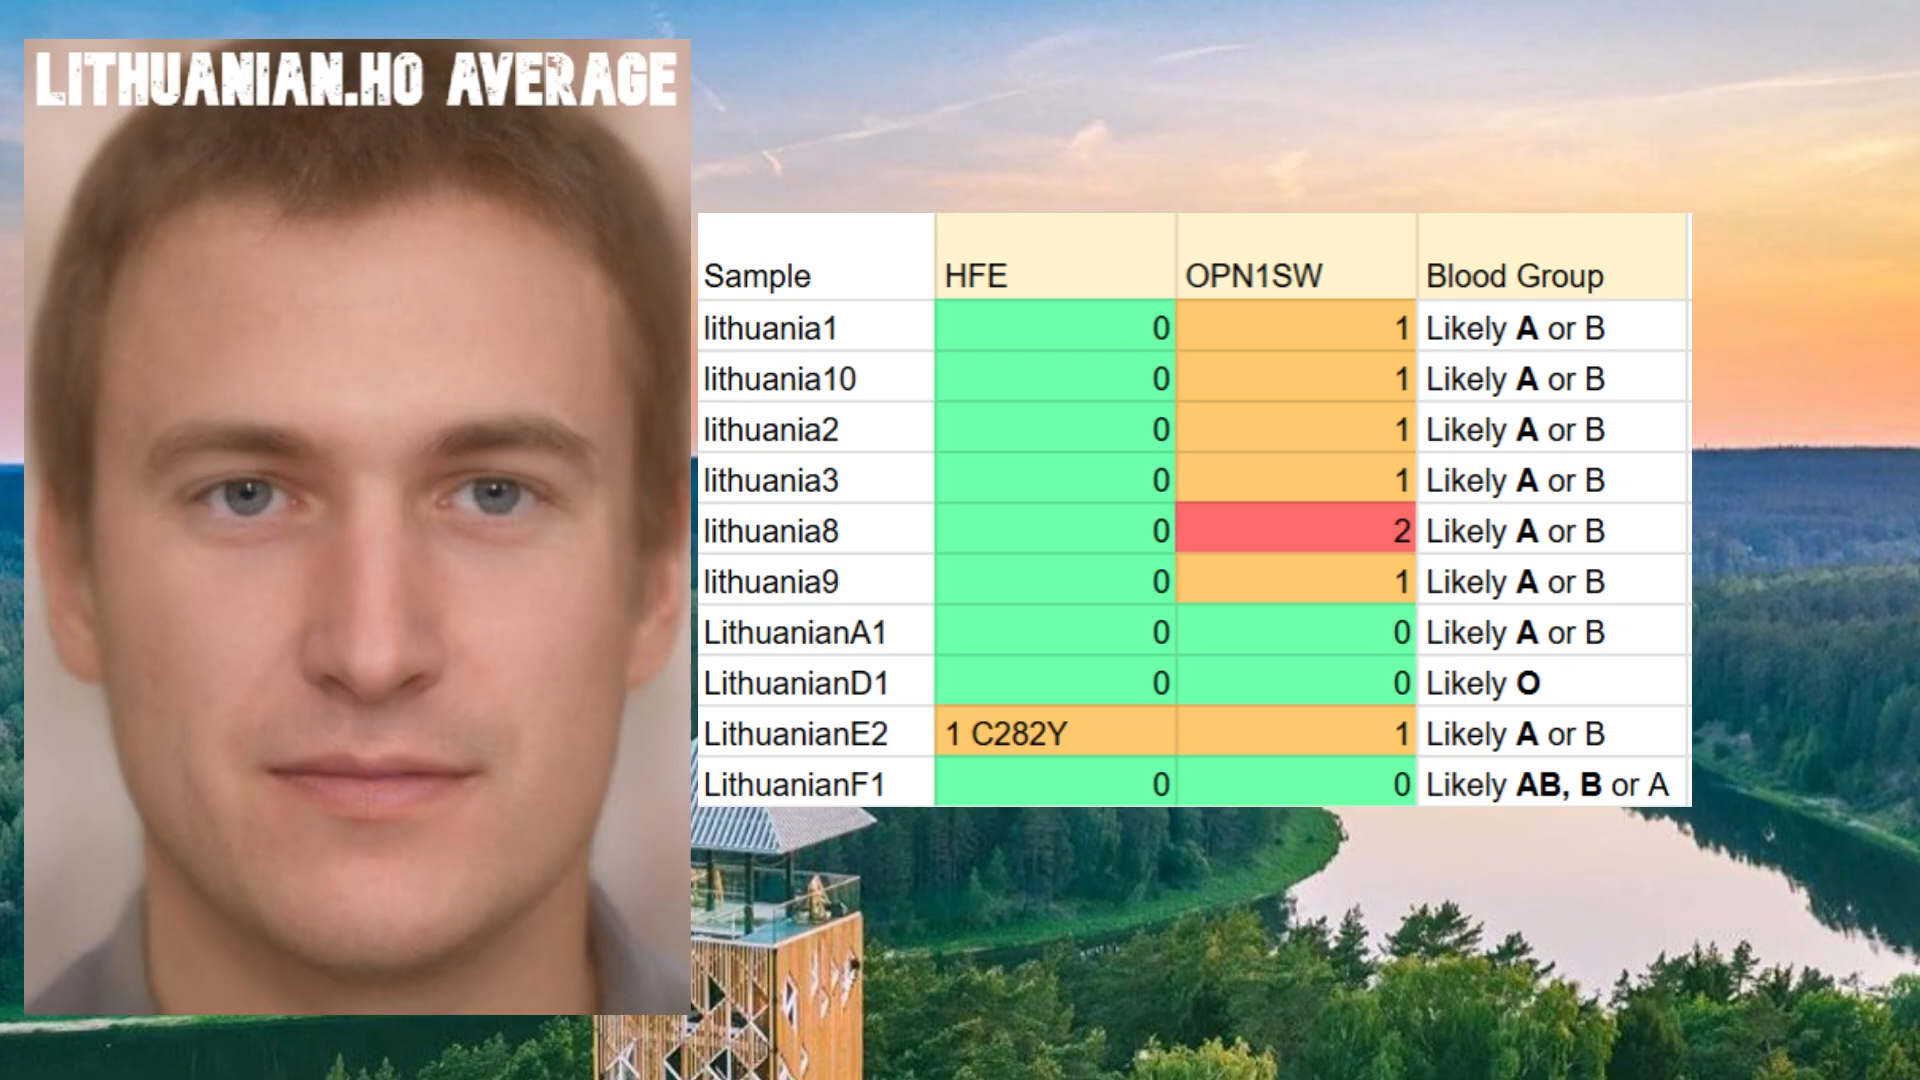 LITHUANIAN.HO AVERAGE
Sample HFE OPN1SW Blood Group
lithuania1 0 1 Likely A or B
lithuania10 0 1 Likely A or B
lithuania2 0 1 Likely A or B
lithuania3 0 1 Likely A or B
lithuania8 0 2 Likely A or B
lithuania9 0 1 Likely A or B
LithuanianA1 0 0 Likely A or B
LithuanianD1 0 0 Likely O
LithuanianE2 1 C282Y 1 Likely A or B
LithuanianF1 0 0 Likely AB, B or A